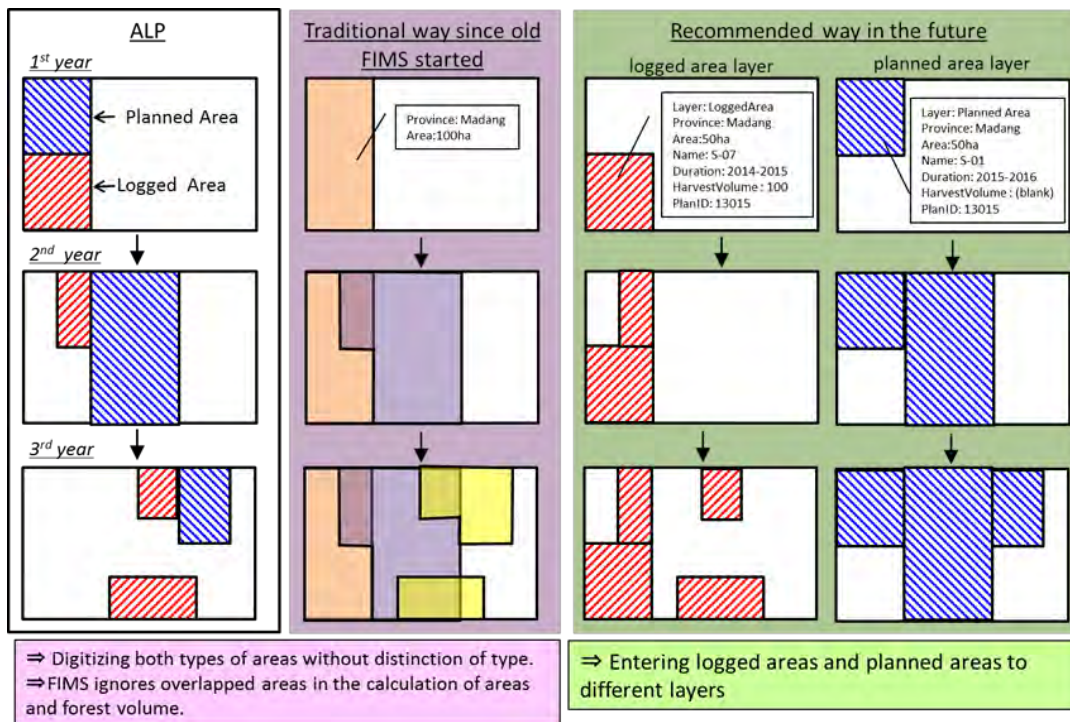 ALP
1st year
Planned Area
Logged Area
2nd year
3rd year
Traditional way since old
FIMS started
Province: Madang
Area:100ha
Recommended way in the future
logged area layer
planned area layer
Layer: LoggedArea
Province: Madang
Area:50ha
Name: S-07
Duration: 2014-2015
HarvestVolume : 100
PlanID: 13015
Layer: Planned Area
Province: Madang
Area:50ha
Name: S-01
Duration: 2015-2016
HarvestVolume : (blank)
PlanID: 13015
⇒ Digitizing both types of areas without distinction of type.
⇒FIMS ignores overlapped areas in the calculation of areas
and forest volume.
⇒ Entering logged areas and planned areas to
different layers